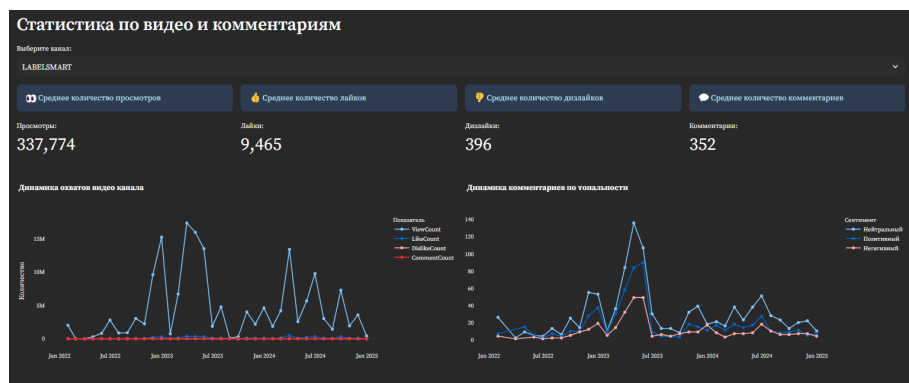 Статистика по видео и комментариям
Выберите канал:
LABELSMART
👀 Среднее количество просмотров
👍 Среднее количество лайков
👎 Среднее количество дизлайков
💬 Среднее количество комментариев
Просмотры:
Лайки:
Дизлайки:
Комментарии:
337,774
9,465
396
352
Динамика охватов видео канала
Показатель
ViewCount
LikeCount
DislikeCount
CommentCount
Количество
15M
10M
5M
0
Jan 2022
Jul 2022
Jan 2023
Jul 2023
Jan 2024
Jul 2024
Jan 2025
Динамика комментариев по тональности
Сентимент
Нейтральный
Позитивный
Негативный
140
120
100
80
60
40
20
0
Jan 2022
Jul 2022
Jan 2023
Jul 2023
Jan 2024
Jul 2024
Jan 2025